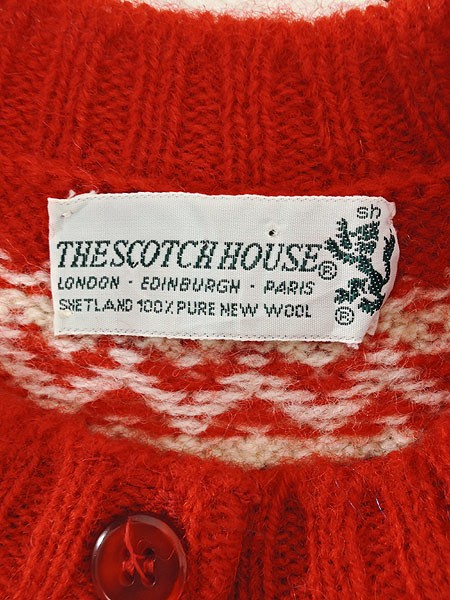 sh
THE SCOTCH HOUSE®
LONDON · EDINBURGH · PARIS
SHETLAND 100% PURE NEW WOOL ®